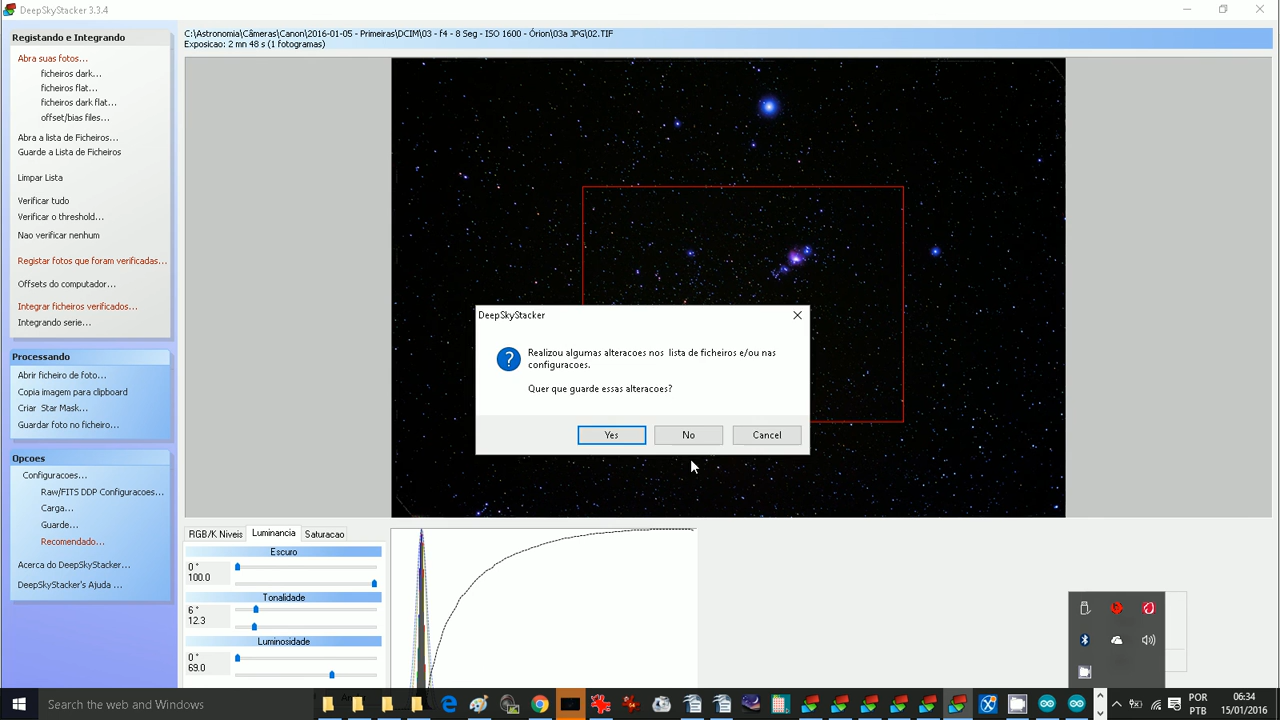 DeepSkyStacker 3.3.4
Registando e Integrando
Abra suas fotos...
ficheiros dark...
ficheiros flat...
ficheiros dark flat...
offset/bias files...
Abra a lista de Ficheiros...
Guarde a Lista de Ficheiros
Limpar Lista
Verificar tudo
Verificar o threshold...
Nao verificar nenhum
Registar fotos que foram verificadas...
Offsets do computador...
Integrar ficheiros verificados...
Integrando serie...
Processando
Abrir ficheiro de foto...
Copia imagem para clipboard
Criar Star Mask...
Guardar foto no ficheiro...
Opcoes
Configuracoes...
Raw/FITS DDP Configuracoes...
Carga...
Guarde...
Recomendado...
Acerca do DeepSkyStacker...
DeepSkyStacker's Ajuda ...
C:\Astronomia\Câmeras\Canon\2016-01-05 - Primeiras\DCIM\03 - f4 - 8 Seg - ISO 1600 - Órion\03a JPG\02.TIF
Exposicao: 2 mn 48 s (1 fotogramas)
DeepSkyStacker
Realizou algumas alteracoes nos lista de ficheiros e/ou nas
configuracoes.
Quer que guarde essas alteracoes?
Yes No Cancel
RGB/K Niveis Luminancia Saturacao
Escuro
0 °
100.0
Tonalidade
6 °
12.3
Luminosidade
0 °
69.0
Search the web and Windows
POR
PTB
06:34
15/01/2016